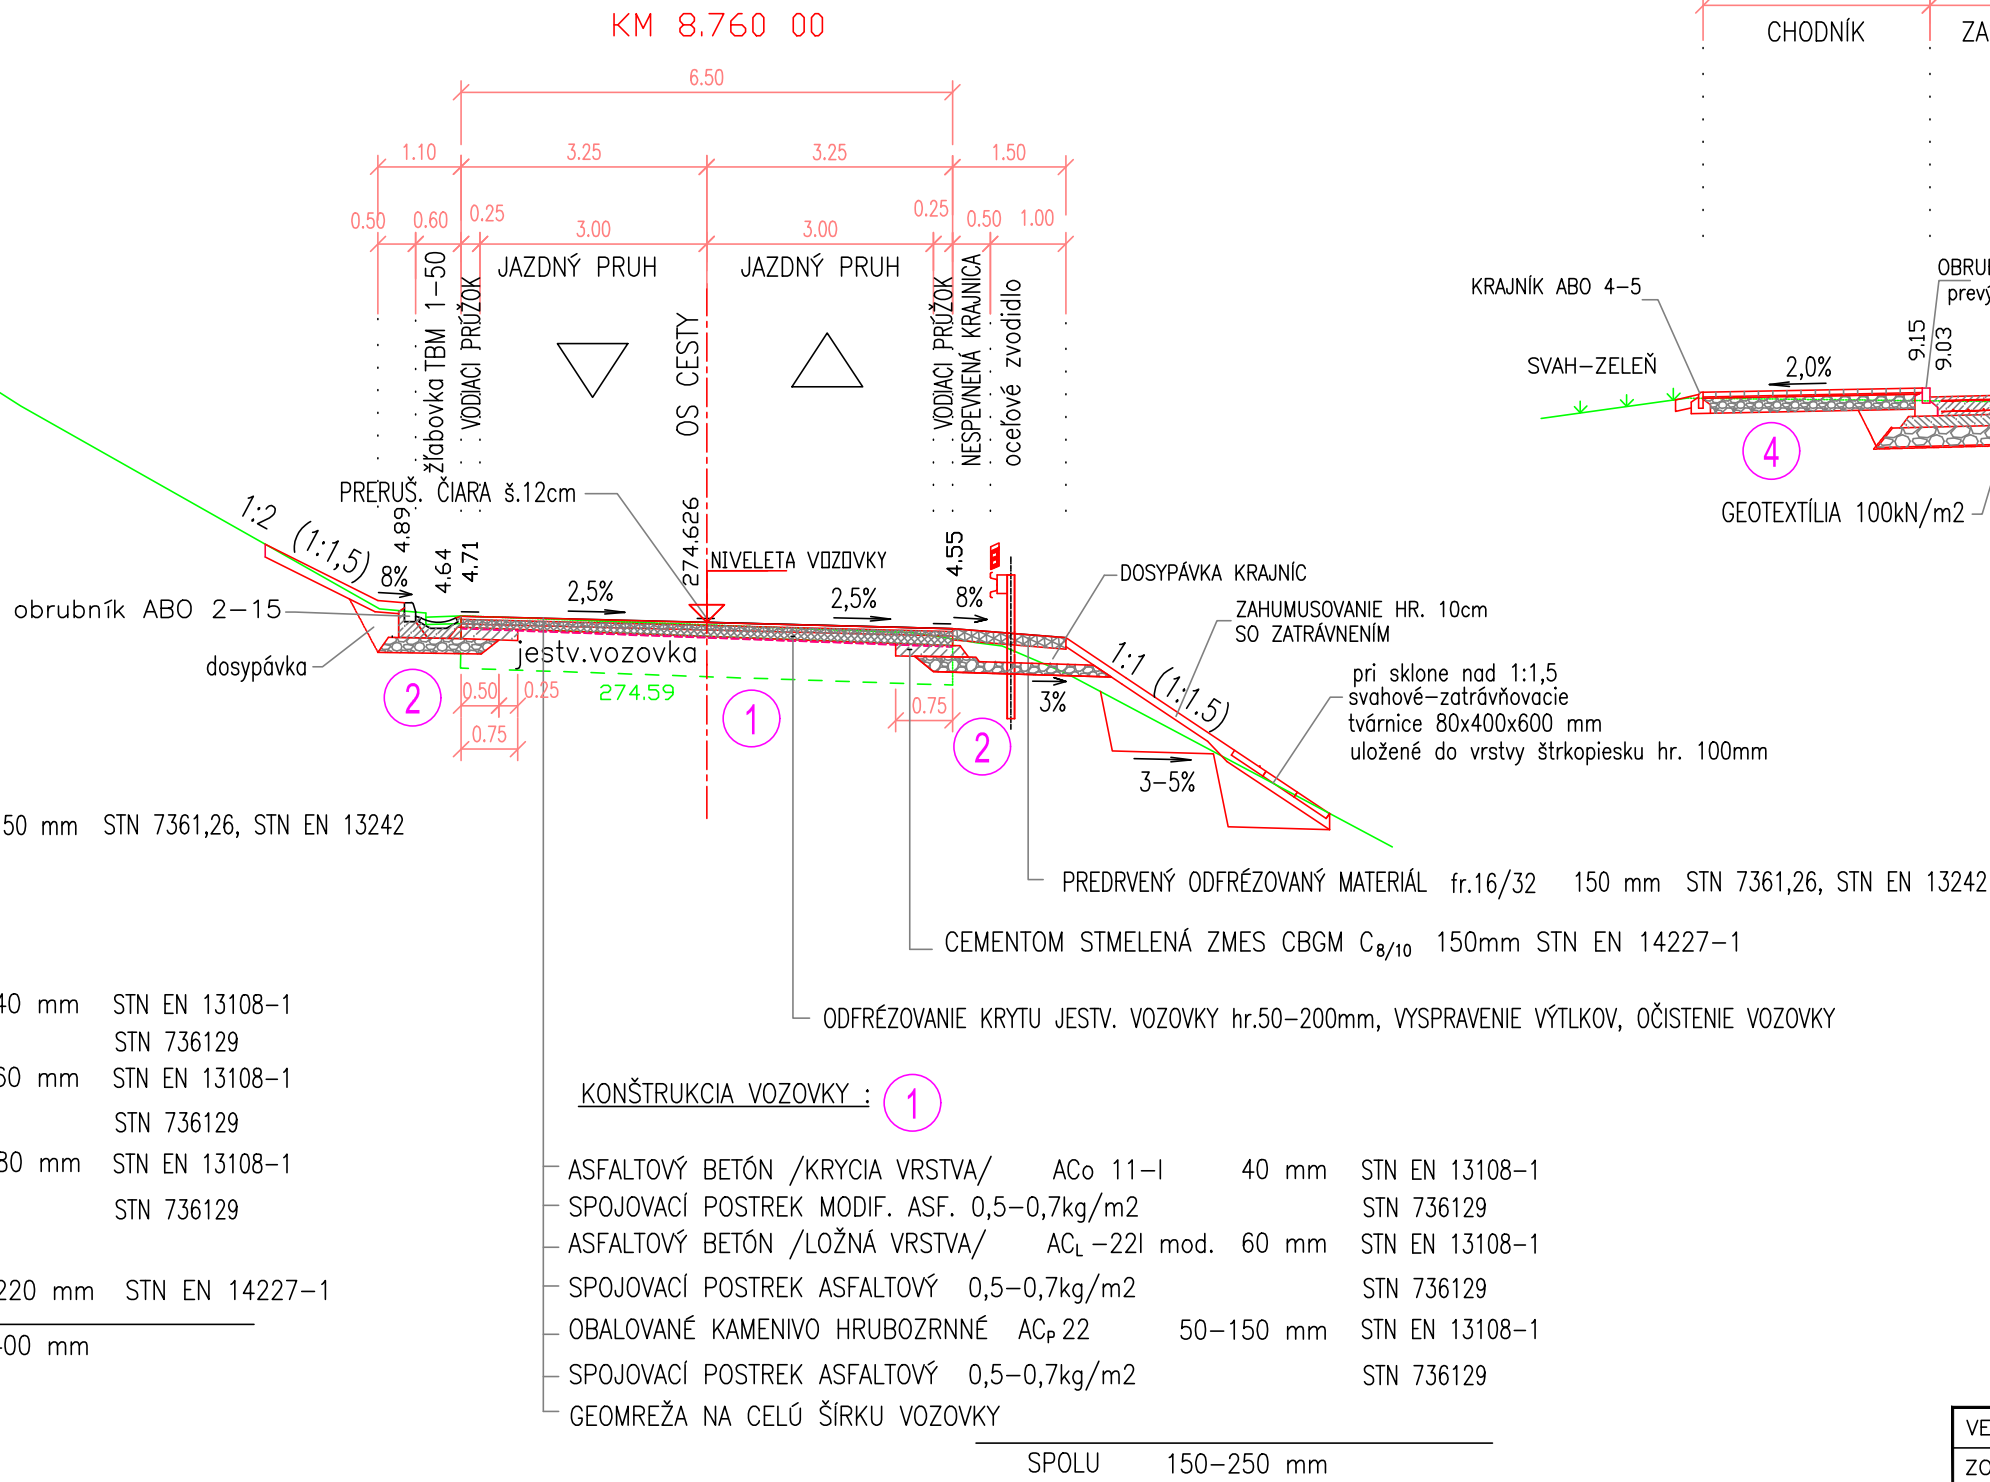 KM 8.760 00
6.50
1.10 3.25 3.25 1.50
0.50 0.60 0.25 3.00 3.00 0.25 0.50 1.00
JAZDNÝ PRUH JAZDNÝ PRUH
žľabovka TBM 1-50
VODIACI PRÚŽOK
OS CESTY
VODIACI PRÚŽOK
NESPEVNENÁ KRAJNICA
oceľové zvodidlo
PRERUŠ. ČIARA š.12cm
1:2 (1:1,5)
8%
4.89
4.64
4.71
274.626
NIVELETA VOZOVKY
4.55
2,5%
2,5%
8%
obrubník ABO 2-15
dosypávka
jestv.vozovka
274.59
2
1
2
0.50 0.25
0.75
0.75
3%
1:1 (1:1.5)
3-5%
DOSYPÁVKA KRAJNÍC
ZAHUMUSOVANIE HR. 10cm
SO ZATRÁVNENÍM
pri sklone nad 1:1,5
svahové-zatrávňovacie
tvárnice 80x400x600 mm
uložené do vrstvy štrkopiesku hr. 100mm
CHODNÍK ZA
KRAJNÍK ABO 4-5
OBRUB
prevý
9.15
9.03
SVAH-ZELEŇ
2,0%
4
GEOTEXTÍLIA 100kN/m2
50 mm STN 7361,26, STN EN 13242
PREDRVENÝ ODFRÉZOVANÝ MATERIÁL fr.16/32 150 mm STN 7361,26, STN EN 13242
CEMENTOM STMELENÁ ZMES CBGM C8/10 150mm STN EN 14227-1
ODFRÉZOVANIE KRYTU JESTV. VOZOVKY hr.50-200mm, VYSPRAVENIE VÝTLKOV, OČISTENIE VOZOVKY
40 mm STN EN 13108-1
STN 736129
60 mm STN EN 13108-1
STN 736129
80 mm STN EN 13108-1
STN 736129
220 mm STN EN 14227-1
00 mm
KONŠTRUKCIA VOZOVKY : 1
ASFALTOVÝ BETÓN /KRYCIA VRSTVA/ ACo 11-I 40 mm STN EN 13108-1
SPOJOVACÍ POSTREK MODIF. ASF. 0,5-0,7kg/m2 STN 736129
ASFALTOVÝ BETÓN /LOŽNÁ VRSTVA/ ACL -22I mod. 60 mm STN EN 13108-1
SPOJOVACÍ POSTREK ASFALTOVÝ 0,5-0,7kg/m2 STN 736129
OBALOVANÉ KAMENIVO HRUBOZRNNÉ ACP 22 50-150 mm STN EN 13108-1
SPOJOVACÍ POSTREK ASFALTOVÝ 0,5-0,7kg/m2 STN 736129
GEOMREŽA NA CELÚ ŠÍRKU VOZOVKY
SPOLU 150-250 mm
VE
ZO